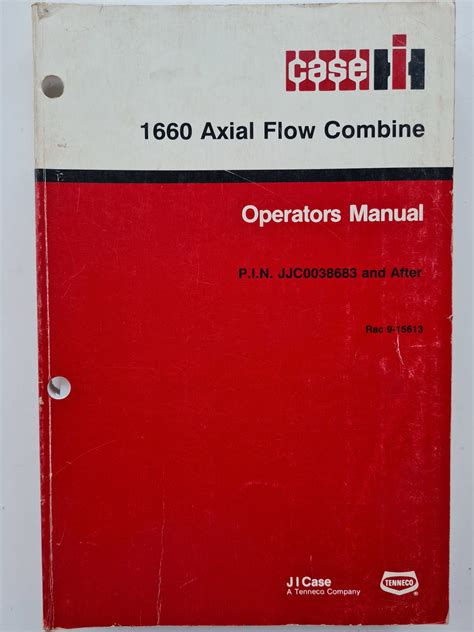 case IH
1660 Axial Flow Combine
Operators Manual
P.I.N. JJC0038683 and After
Rac 9-15613
J I Case
A Tenneco Company
TENNECO
®